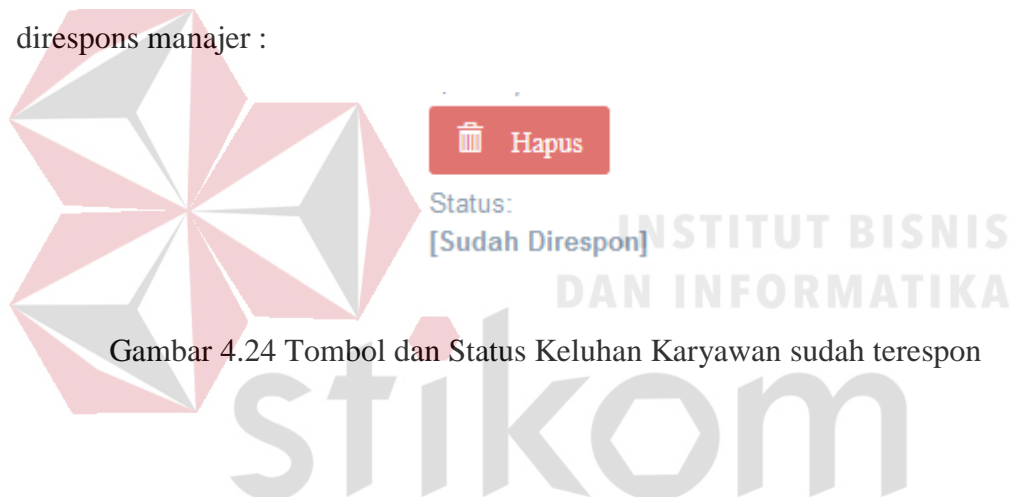 direspons manajer :
Hapus
Status:
[Sudah Direspon]
INSTITUT BISNIS
DAN INFORMATIKA
Gambar 4.24 Tombol dan Status Keluhan Karyawan sudah terespon
stikom